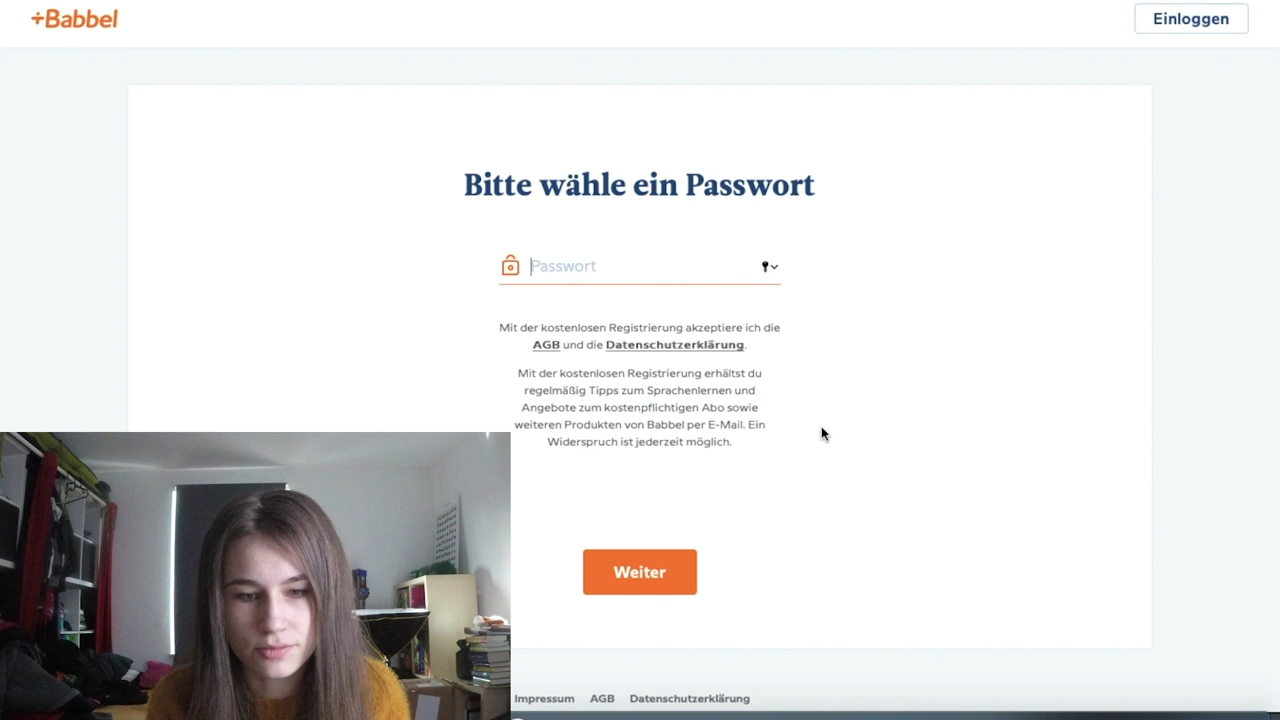 +Babbel
Einloggen
Bitte wähle ein Passwort
Passwort
Mit der kostenlosen Registrierung akzeptiere ich die
AGB und die Datenschutzerklärung.
Mit der kostenlosen Registrierung erhältst du
regelmäßig Tipps zum Sprachenlernen und
Angebote zum kostenpflichtigen Abo sowie
weiteren Produkten von Babbel per E-Mail. Ein
Widerspruch ist jederzeit möglich.
Weiter
Impressum AGB Datenschutzerklärung